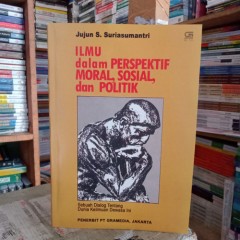 Jujun S. Suriasumantri
ILMU
dalam PERSPEKTIF
MORAL, SOSIAL,
dan POLITIK
Sebuah Dialog Tentang
Dunia Keilmuan Dewasa Ini
PENERBIT PT GRAMEDIA, JAKARTA